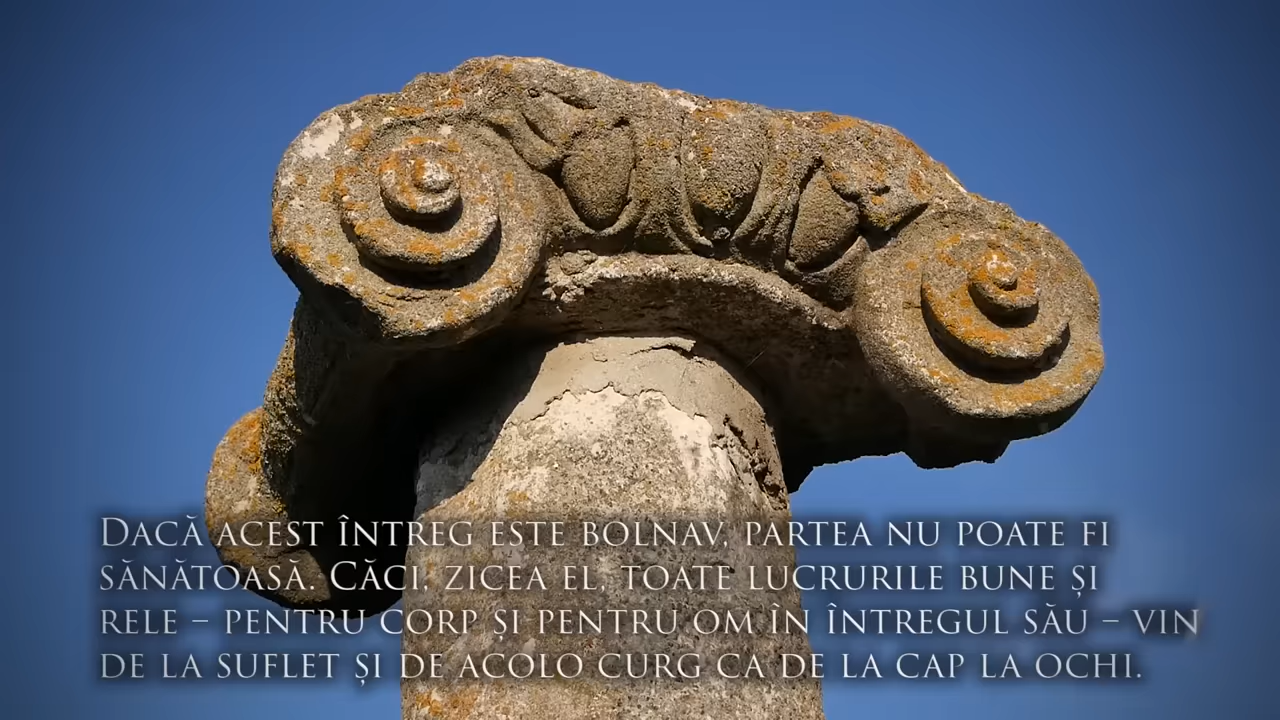 Dacă acest întreg este bolnav, partea nu poate fi
sănătoasă. Căci, zicea el, toate lucrurile bune și
rele – pentru corp și pentru om în întregul său – vin
de la suflet și de acolo curg ca de la cap la ochi.